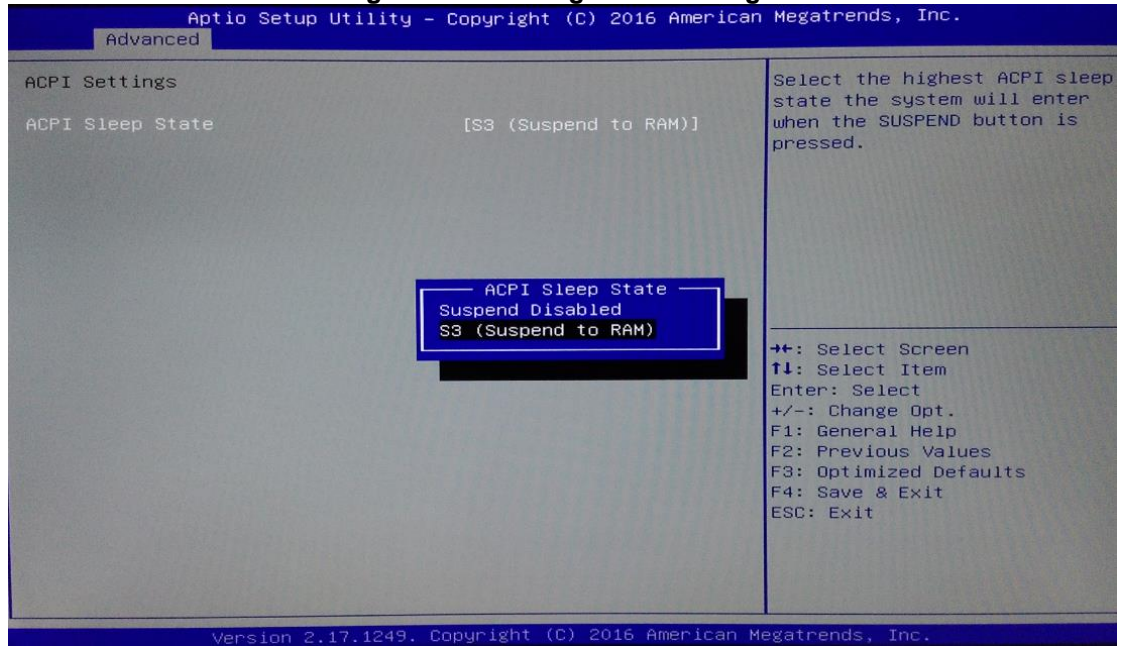 Aptio Setup Utility – Copyright (C) 2016 American Megatrends, Inc.
Advanced
ACPI Settings
ACPI Sleep State [S3 (Suspend to RAM)]
Select the highest ACPI sleep
state the system will enter
when the SUSPEND button is
pressed.
ACPI Sleep State
Suspend Disabled
S3 (Suspend to RAM)
→←: Select Screen
↑↓: Select Item
Enter: Select
+/-: Change Opt.
F1: General Help
F2: Previous Values
F3: Optimized Defaults
F4: Save & Exit
ESC: Exit
Version 2.17.1249. Copyright (C) 2016 American Megatrends, Inc.